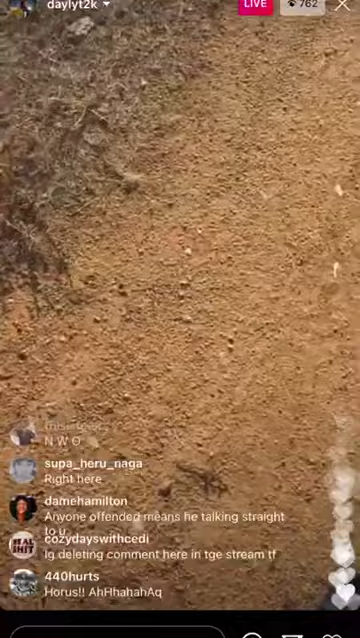 daylyt2k
LIVE
762
N W O
supa_heru_naga
Right here
damehamilton
Anyone offended means he talking straight
to u
cozydayswithcedi
Ig deleting comment here in tge stream tf
440hurts
Horus!! AhHhahahAq